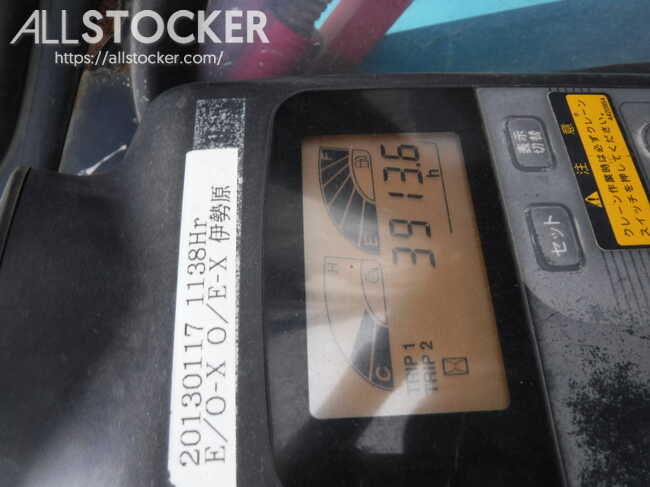 ALLSTOCKER
https://allstocker.com/
20130117 1138Hr
E/O-X O/E-X 伊勢原
F
E
H
C
3913.6
h
TRIP 1
TRIP 2
表示
切替
セット
注 意
クレーン作業時は必ずクレーン
スイッチを押してください。